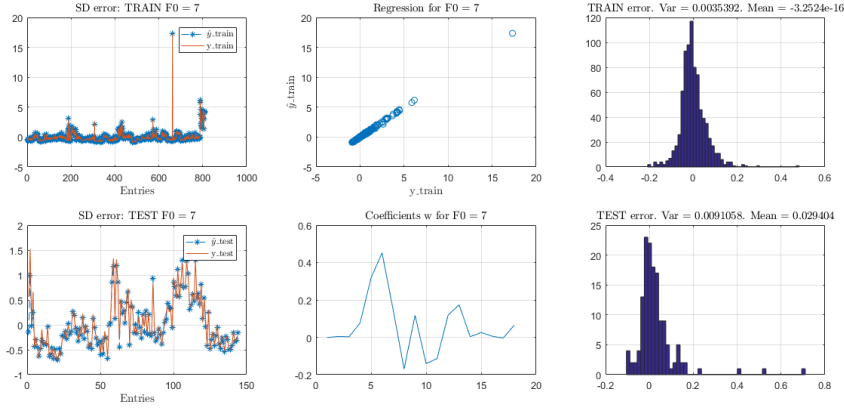 SD error: TRAIN F0 = 7
20
15
10
5
0
-5
0 200 400 600 800 1000
Entries
ŷ_train
y_train
Regression for F0 = 7
20
15
10
5
0
-5
-5 0 5 10 15 20
y_train
ŷ_train
TRAIN error. Var = 0.0035392. Mean = -3.2524e-16
120
100
80
60
40
20
0
-0.4 -0.2 0 0.2 0.4 0.6
SD error: TEST F0 = 7
2
1.5
1
0.5
0
-0.5
-1
0 50 100 150
Entries
ŷ_test
y_test
Coefficients w for F0 = 7
0.6
0.4
0.2
0
-0.2
0 5 10 15 20
TEST error. Var = 0.0091058. Mean = 0.029404
25
20
15
10
5
0
-0.2 0 0.2 0.4 0.6 0.8